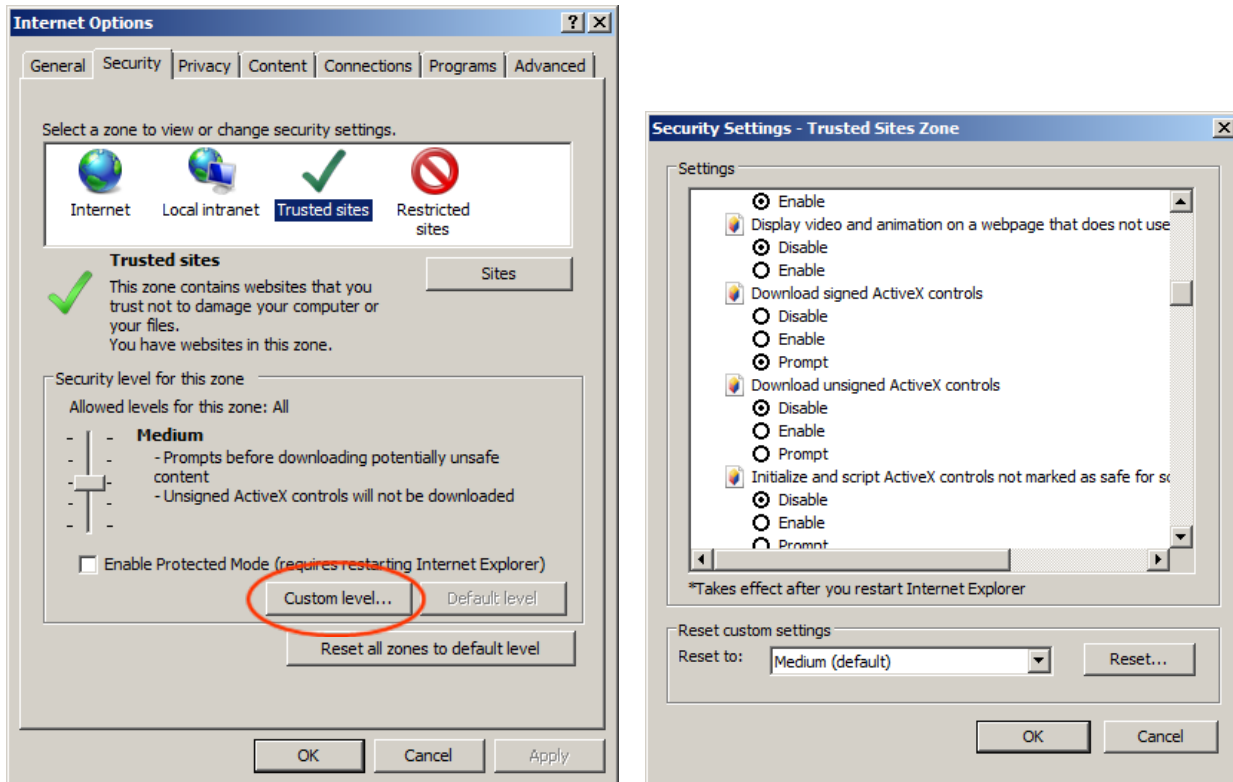 Internet Options
General Security Privacy Content Connections Programs Advanced
Select a zone to view or change security settings.
Internet
Local intranet
Trusted sites
Restricted
sites
Trusted sites
This zone contains websites that you
trust not to damage your computer or
your files.
You have websites in this zone.
Sites
Security level for this zone
Allowed levels for this zone: All
Medium
- Prompts before downloading potentially unsafe
content
- Unsigned ActiveX controls will not be downloaded
Enable Protected Mode (requires restarting Internet Explorer)
Custom level...
Default level
Reset all zones to default level
OK
Cancel
Apply
Security Settings - Trusted Sites Zone
Settings
Enable
Display video and animation on a webpage that does not use
Disable
Enable
Download signed ActiveX controls
Disable
Enable
Prompt
Download unsigned ActiveX controls
Disable
Enable
Prompt
Initialize and script ActiveX controls not marked as safe for
Disable
Enable
Prompt
*Takes effect after you restart Internet Explorer
Reset custom settings
Reset to:
Medium (default)
Reset...
OK
Cancel